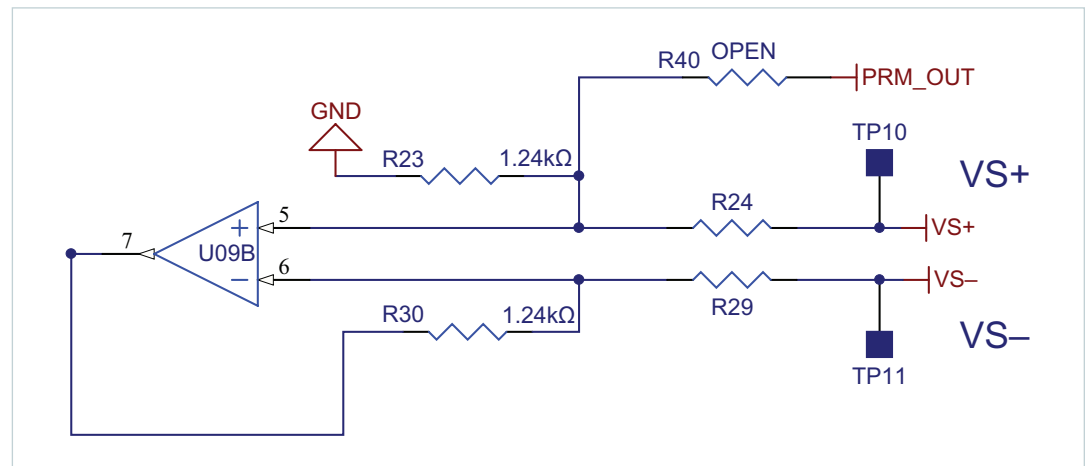 R40 OPEN
PRM_OUT
GND
TP10
R23 1.24kΩ
VS+
R24
5
+
7
U09B
VS+
6
–
VS–
R29
R30 1.24kΩ
VS–
TP11